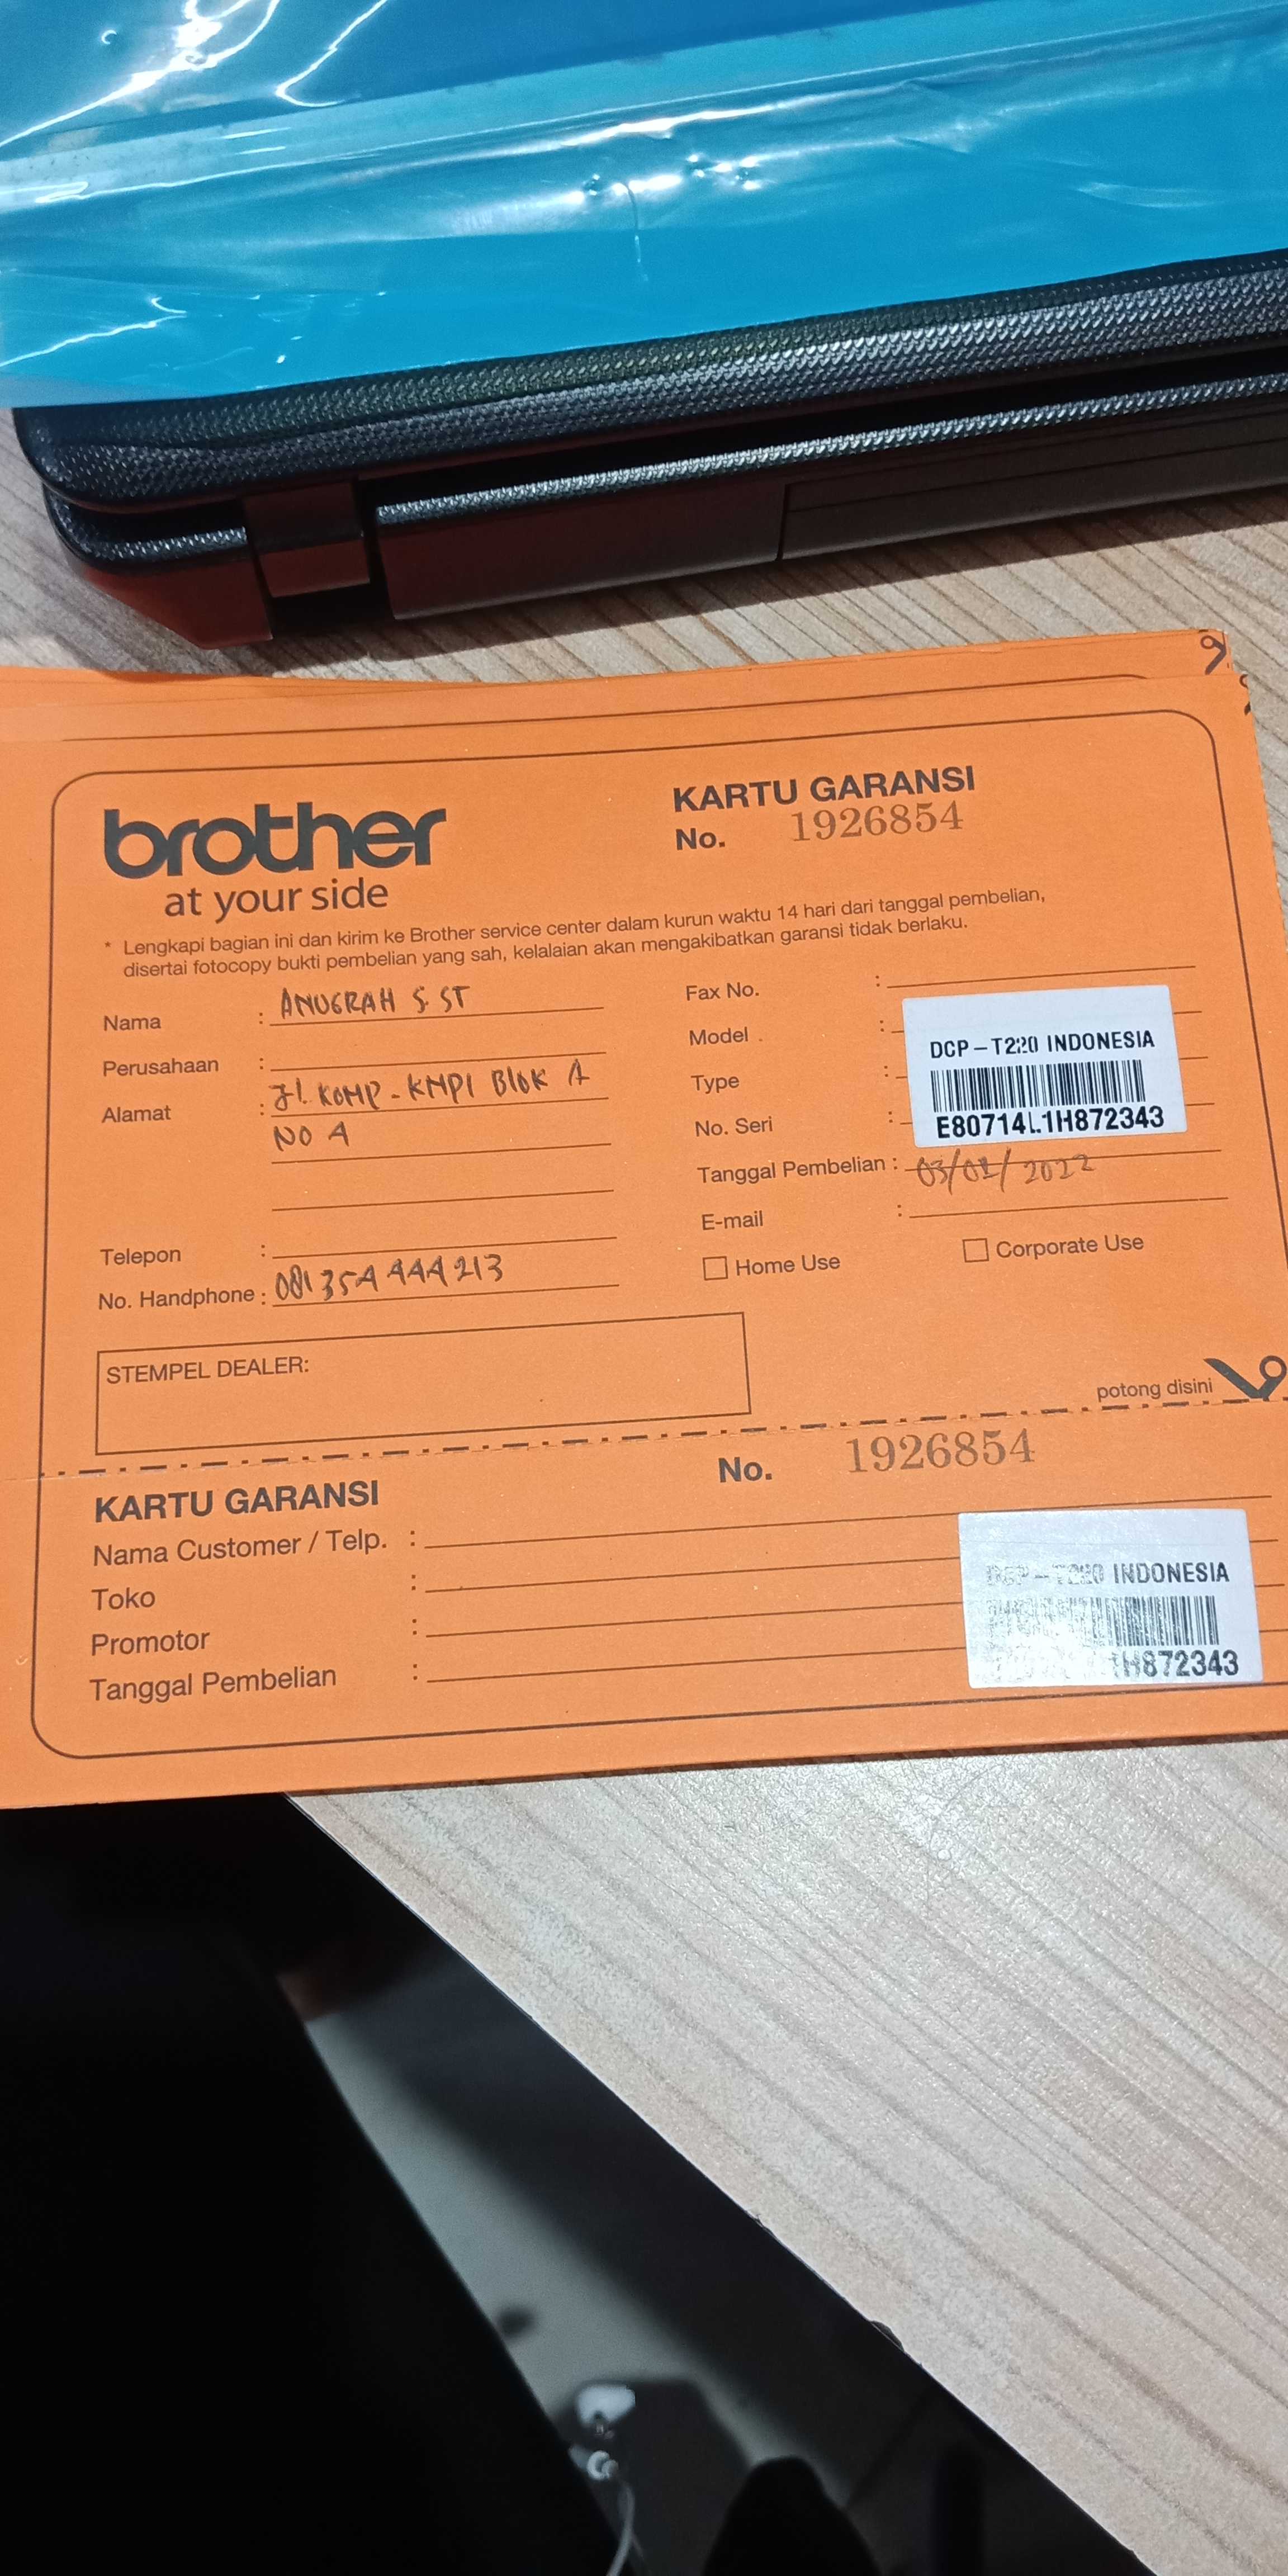 brother
at your side
KARTU GARANSI
No. 1926854
* Lengkapi bagian ini dan kirim ke Brother service center dalam kurun waktu 14 hari dari tanggal pembelian,
disertai fotocopy bukti pembelian yang sah, kelalaian akan mengakibatkan garansi tidak berlaku.
Nama : ANUGRAH S. ST
Perusahaan :
Alamat : Jl. KOMP - KMPI BLOK A
NO A
Telepon :
No. Handphone : 081354444213
Fax No. :
Model :
Type :
No. Seri :
DCP-T220 INDONESIA
E80714L1H872343
Tanggal Pembelian : 03/02/2022
E-mail :
Home Use
Corporate Use
STEMPEL DEALER:
potong disini
KARTU GARANSI
No. 1926854
Nama Customer / Telp. :
Toko :
Promotor :
Tanggal Pembelian :
DCP-T220 INDONESIA
1H872343